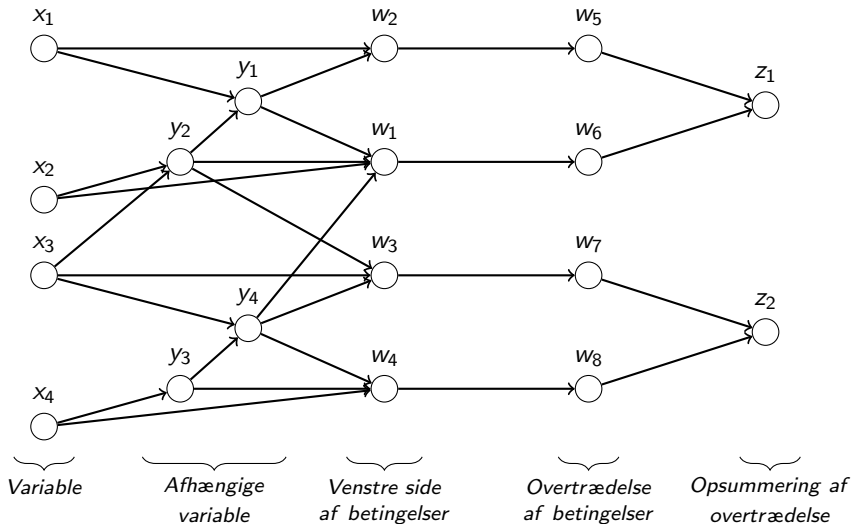 x₁
w₂
w₅
y₁
z₁
y₂
w₁
w₆
x₂
x₃
w₃
w₇
y₄
z₂
y₃
w₄
w₈
x₄
Variable
Afhængige
variable
Venstre side
af betingelser
Overtrædelse
af betingelser
Opsummering af
overtrædelse